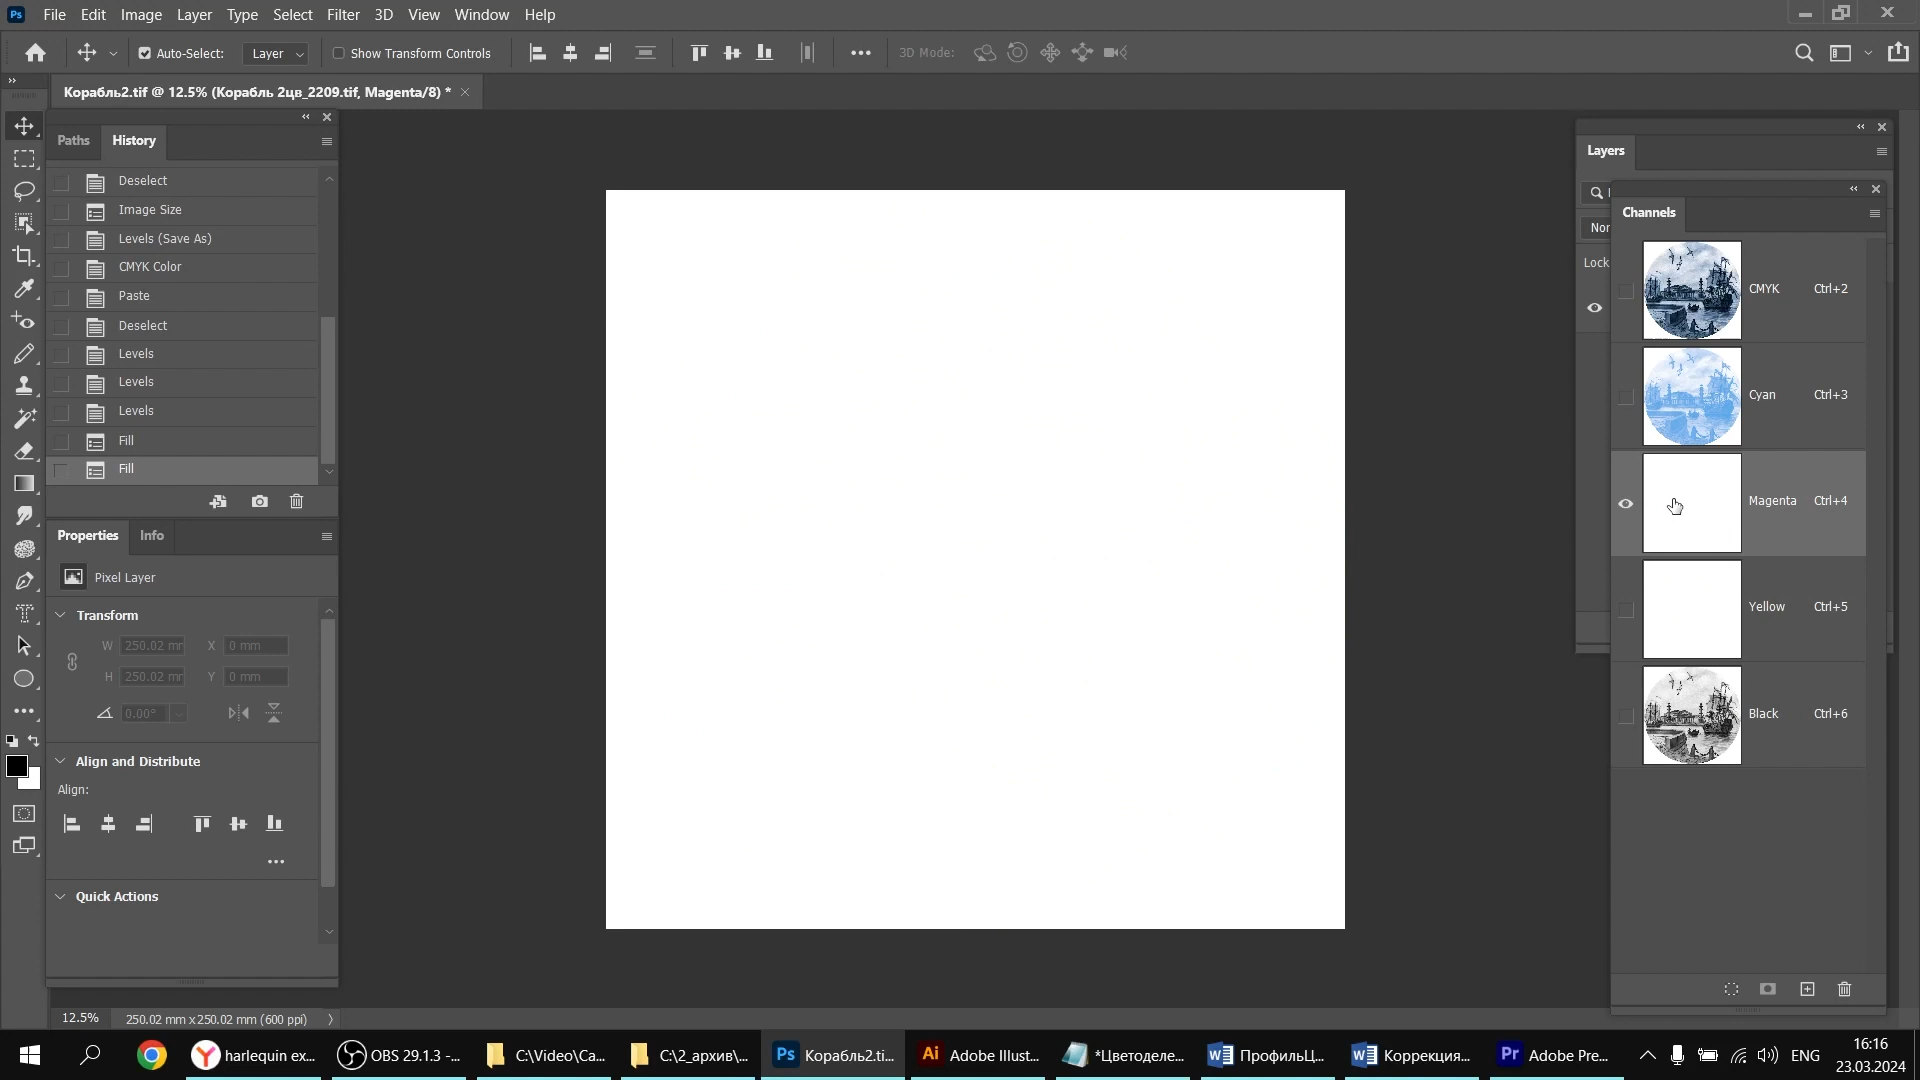 Ps File Edit Image Layer Type Select Filter 3D View Window Help
Auto-Select: Layer Show Transform Controls 3D Mode:
Корабль2.tif @ 12.5% (Корабль 2цв_2209.tif, Magenta/8) *
Paths History
Deselect
Image Size
Levels (Save As)
CMYK Color
Paste
Deselect
Levels
Levels
Levels
Fill
Fill
Properties Info
Pixel Layer
Transform
W 250.02 mr X 0 mm
H 250.02 mr Y 0 mm
0.00°
Align and Distribute
Align:
Quick Actions
Layers
Nor
Lock
Channels
CMYK Ctrl+2
Cyan Ctrl+3
Magenta Ctrl+4
Yellow Ctrl+5
Black Ctrl+6
12.5% 250.02 mm x 250.02 mm (600 ppi)
harlequin ex... OBS 29.1.3 -... C:\Video\Ca... C:\2_архив\... Ps Корабль2.ti... Ai Adobe Illust... *Цветоделе... ПрофильЦ... Коррекция... Pr Adobe Pre... ENG
16:16
23.03.2024